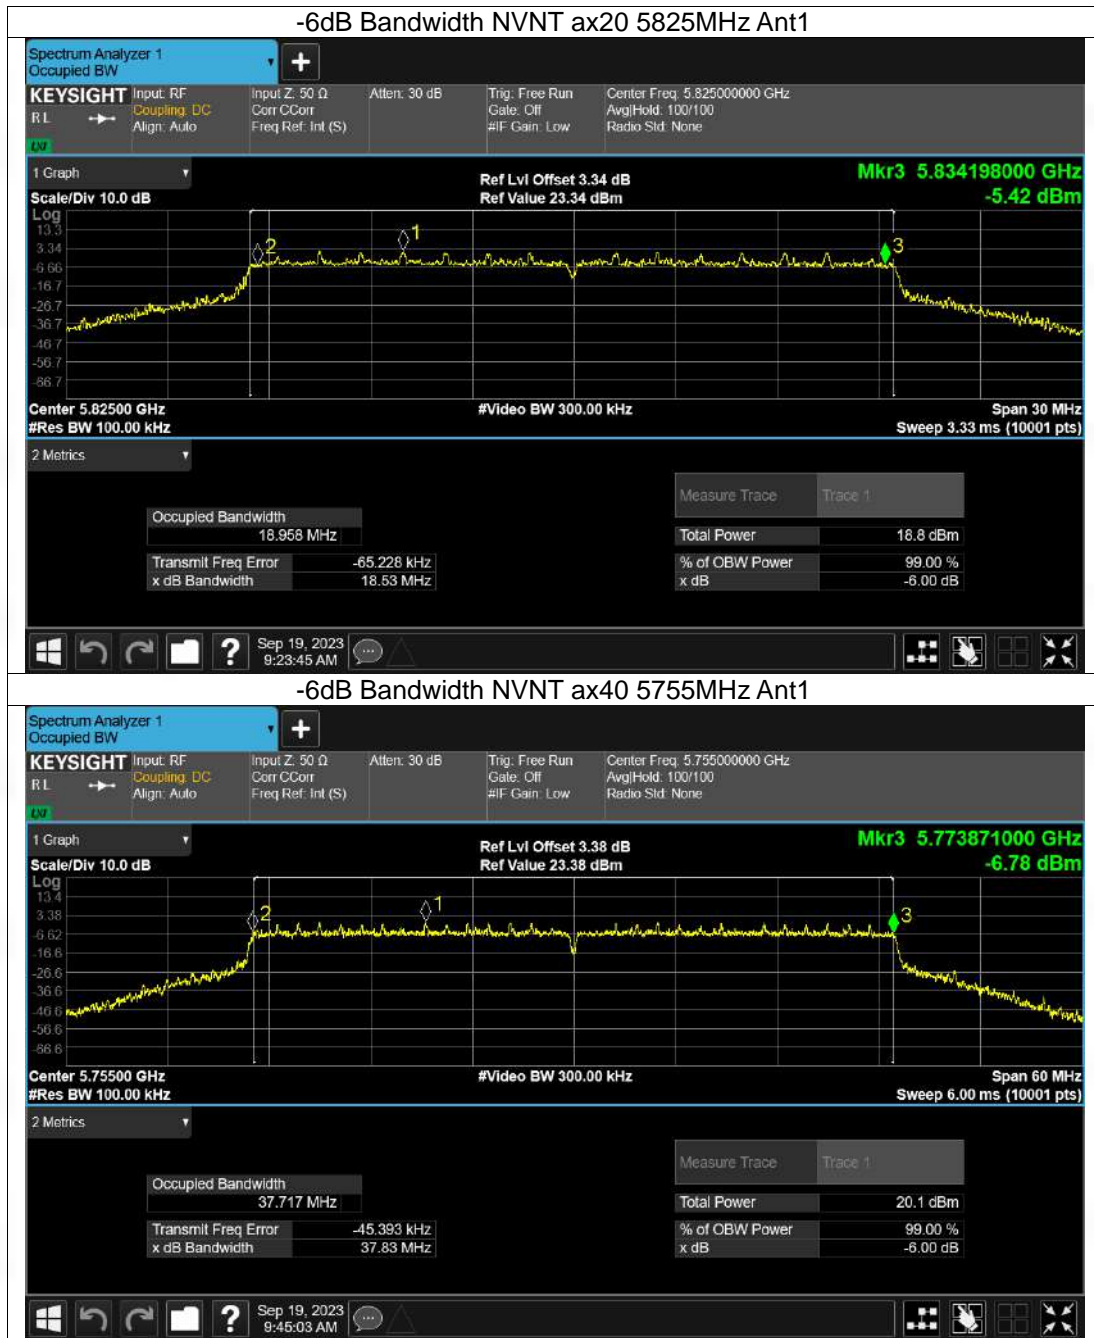 -6dB Bandwidth NVNT ax20 5825MHz Ant1
Spectrum Analyzer 1
Occupied BW
KEYSIGHT Input: RF Input Z: 50 Ω Atten: 30 dB Trig: Free Run Center Freq: 5.825000000 GHz
R L Coupling: DC Corr CCorr Gate: Off Avg|Hold: 100/100
Align: Auto Freq Ref: Int (S) #IF Gain: Low Radio Std: None
LXI
1 Graph Ref Lvl Offset 3.34 dB Mkr3 5.834198000 GHz
Scale/Div 10.0 dB Ref Value 23.34 dBm -5.42 dBm
Log
13.3
3.34
-6.66
-16.7
-26.7
-36.7
-46.7
-56.7
-66.7
2
1
3
Center 5.82500 GHz #Video BW 300.00 kHz Span 30 MHz
#Res BW 100.00 kHz Sweep 3.33 ms (10001 pts)
2 Metrics
Measure Trace Trace 1
Occupied Bandwidth
18.958 MHz Total Power 18.8 dBm
Transmit Freq Error -65.228 kHz % of OBW Power 99.00 %
x dB Bandwidth 18.53 MHz x dB -6.00 dB
Sep 19, 2023
9:23:45 AM
-6dB Bandwidth NVNT ax40 5755MHz Ant1
Spectrum Analyzer 1
Occupied BW
KEYSIGHT Input: RF Input Z: 50 Ω Atten: 30 dB Trig: Free Run Center Freq: 5.755000000 GHz
R L Coupling: DC Corr CCorr Gate: Off Avg|Hold: 100/100
Align: Auto Freq Ref: Int (S) #IF Gain: Low Radio Std: None
LXI
1 Graph Ref Lvl Offset 3.38 dB Mkr3 5.773871000 GHz
Scale/Div 10.0 dB Ref Value 23.38 dBm -6.78 dBm
Log
13.4
3.38
-6.62
-16.6
-26.6
-36.6
-46.6
-56.6
-66.6
2
1
3
Center 5.75500 GHz #Video BW 300.00 kHz Span 60 MHz
#Res BW 100.00 kHz Sweep 6.00 ms (10001 pts)
2 Metrics
Measure Trace Trace 1
Occupied Bandwidth
37.717 MHz Total Power 20.1 dBm
Transmit Freq Error -45.393 kHz % of OBW Power 99.00 %
x dB Bandwidth 37.83 MHz x dB -6.00 dB
Sep 19, 2023
9:45:03 AM